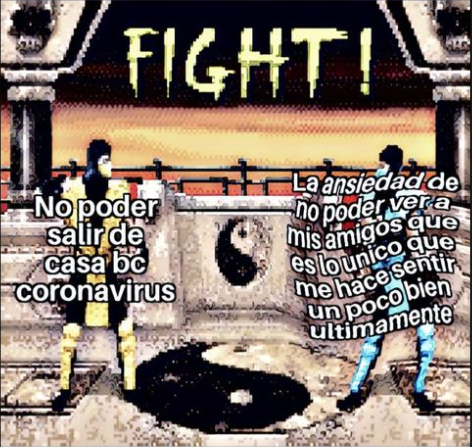 FIGHT!
No poder
salir de
casa bc
coronavirus
La ansiedad de
no poder ver a
mis amigos que
es lo unico que
me hace sentir
un poco bien
ultimamente